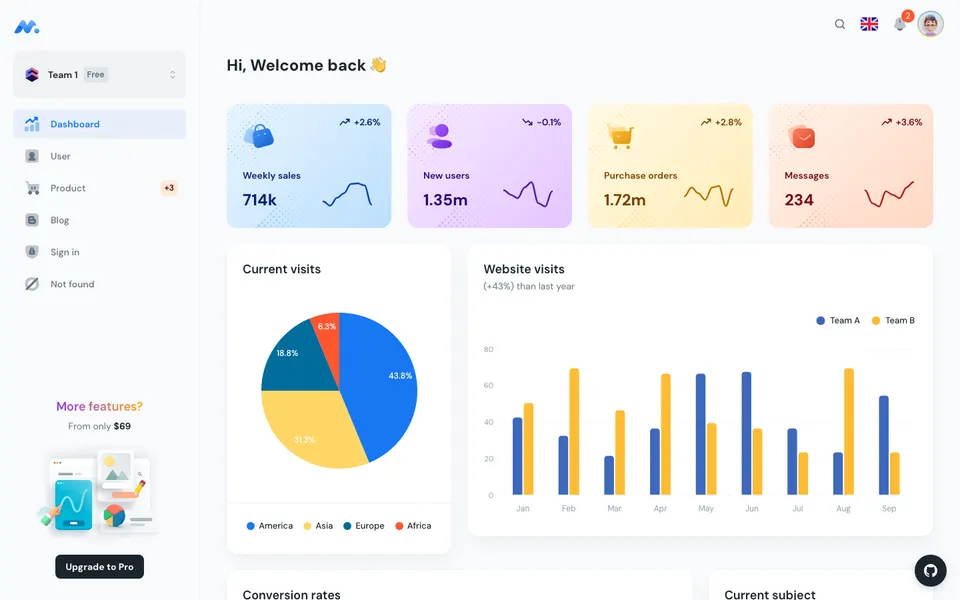 2
Team 1 Free
Dashboard
User
Product +3
Blog
Sign in
Not found
More features?
From only $69
Upgrade to Pro
Hi, Welcome back 👋
+2.6%
Weekly sales
714k
-0.1%
New users
1.35m
+2.8%
Purchase orders
1.72m
+3.6%
Messages
234
Current visits
6.3%
18.8%
43.8%
31.3%
America Asia Europe Africa
Website visits
(+43%) than last year
Team A Team B
80
60
40
20
0
Jan Feb Mar Apr May Jun Jul Aug Sep
Conversion rates
Current subject